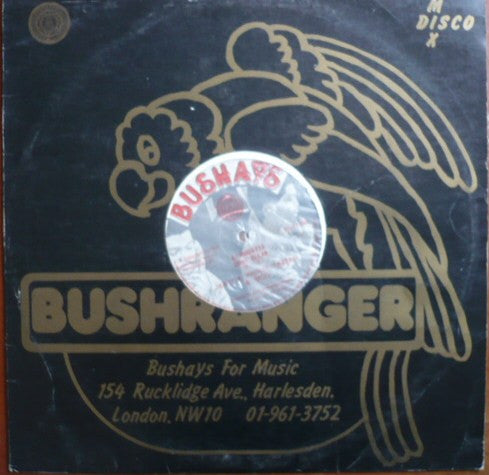 M
DISCO
X
BUSHAYS
BUSHRANGER
Bushays For Music
154 Rucklidge Ave., Harlesden.
London. NW10 01-961-3752